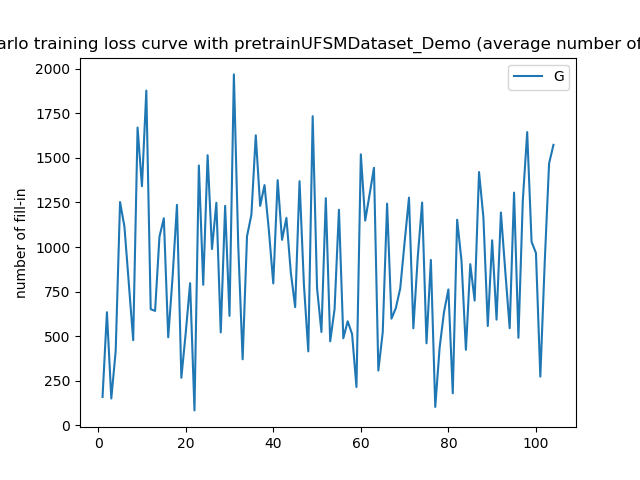 arlo training loss curve with pretrainUFSMDataset_Demo (average number of
G
number of fill-in
2000
1750
1500
1250
1000
750
500
250
0
0 20 40 60 80 100